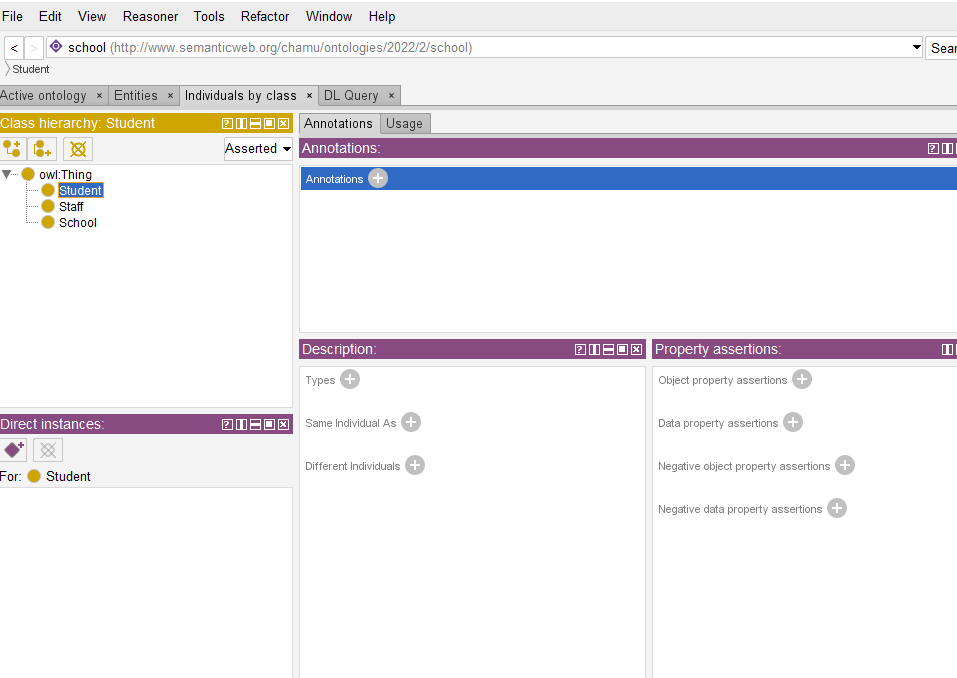 File Edit View Reasoner Tools Refactor Window Help
< > school (http://www.semanticweb.org/chamu/ontologies/2022/2/school)
Student
Active ontology × Entities × Individuals by class × DL Query ×
Class hierarchy: Student
Asserted
owl:Thing
Student
Staff
School
Direct instances:
For: Student
Annotations Usage
Annotations:
Annotations
Description:
Types
Same Individual As
Different Individuals
Property assertions:
Object property assertions
Data property assertions
Negative object property assertions
Negative data property assertions